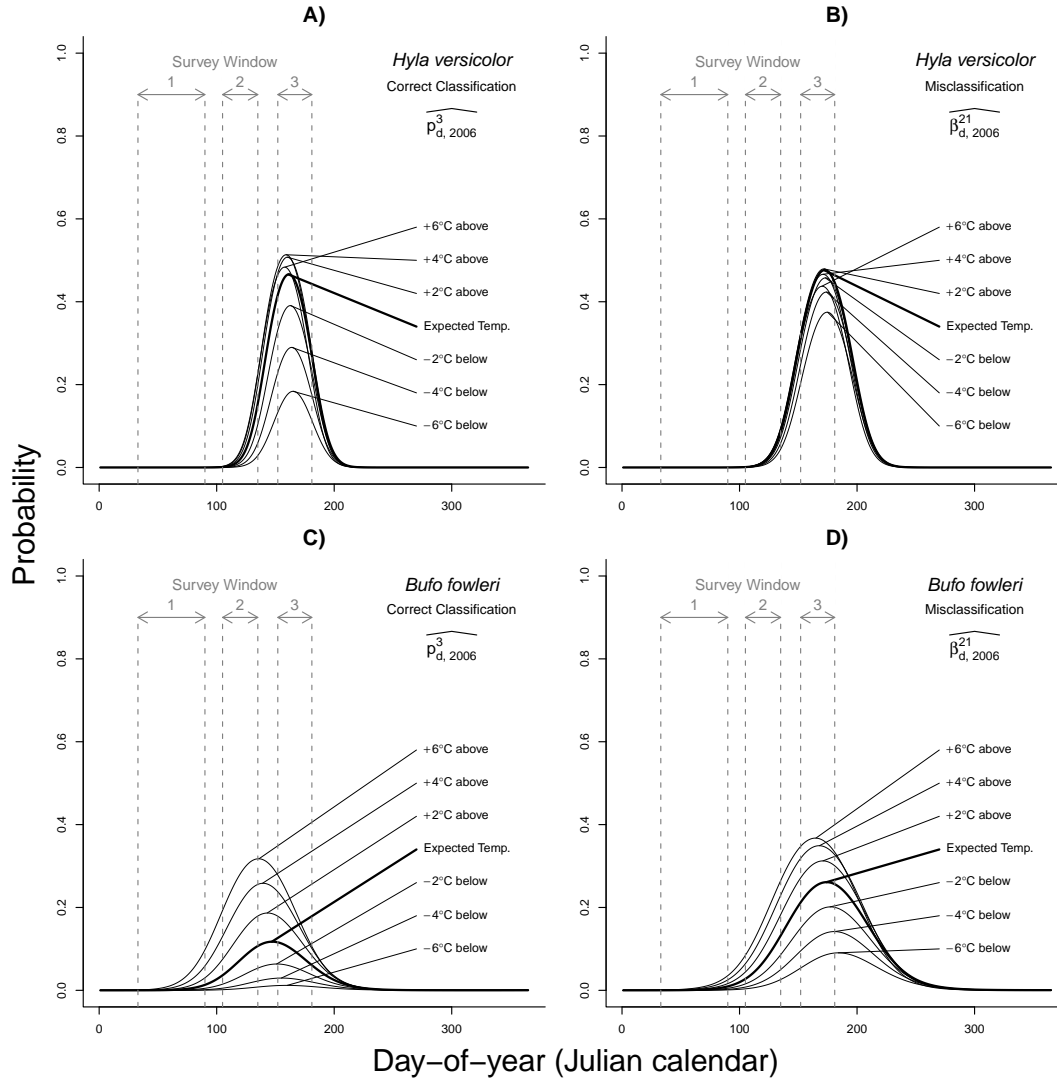 A)
Survey Window
1
2
3
Hyla versicolor
Correct Classification
p̂³d, 2006
+6°C above
+4°C above
+2°C above
Expected Temp.
−2°C below
−4°C below
−6°C below
1.0
0.8
0.6
0.4
0.2
0.0
0
100
200
300
B)
Survey Window
1
2
3
Hyla versicolor
Misclassification
β̂²¹d, 2006
+6°C above
+4°C above
+2°C above
Expected Temp.
−2°C below
−4°C below
−6°C below
1.0
0.8
0.6
0.4
0.2
0.0
0
100
200
300
C)
Survey Window
1
2
3
Bufo fowleri
Correct Classification
p̂³d, 2006
+6°C above
+4°C above
+2°C above
Expected Temp.
−2°C below
−4°C below
−6°C below
1.0
0.8
0.6
0.4
0.2
0.0
0
100
200
300
D)
Survey Window
1
2
3
Bufo fowleri
Misclassification
β̂²¹d, 2006
+6°C above
+4°C above
+2°C above
Expected Temp.
−2°C below
−4°C below
−6°C below
1.0
0.8
0.6
0.4
0.2
0.0
0
100
200
300
Probability
Day−of−year (Julian calendar)